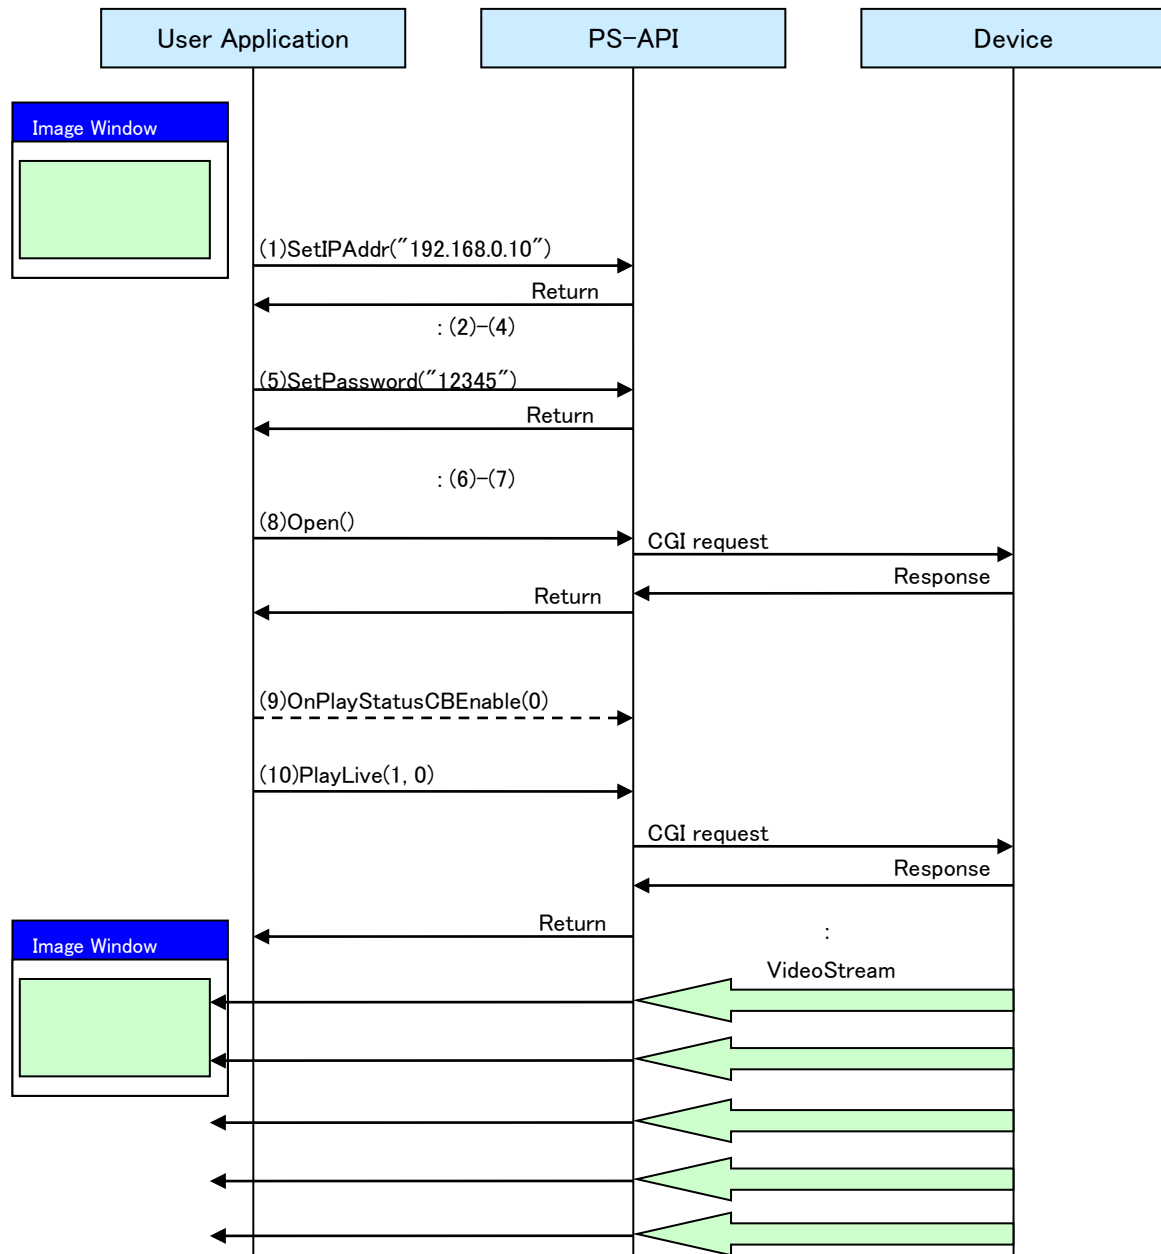 User Application
PS-API
Device
Image Window
(1)SetIPAddr("192.168.0.10")
Return
: (2)-(4)
(5)SetPassword("12345")
Return
: (6)-(7)
(8)Open()
CGI request
Response
Return
(9)OnPlayStatusCBEnable(0)
(10)PlayLive(1, 0)
CGI request
Response
Return
:
Image Window
VideoStream